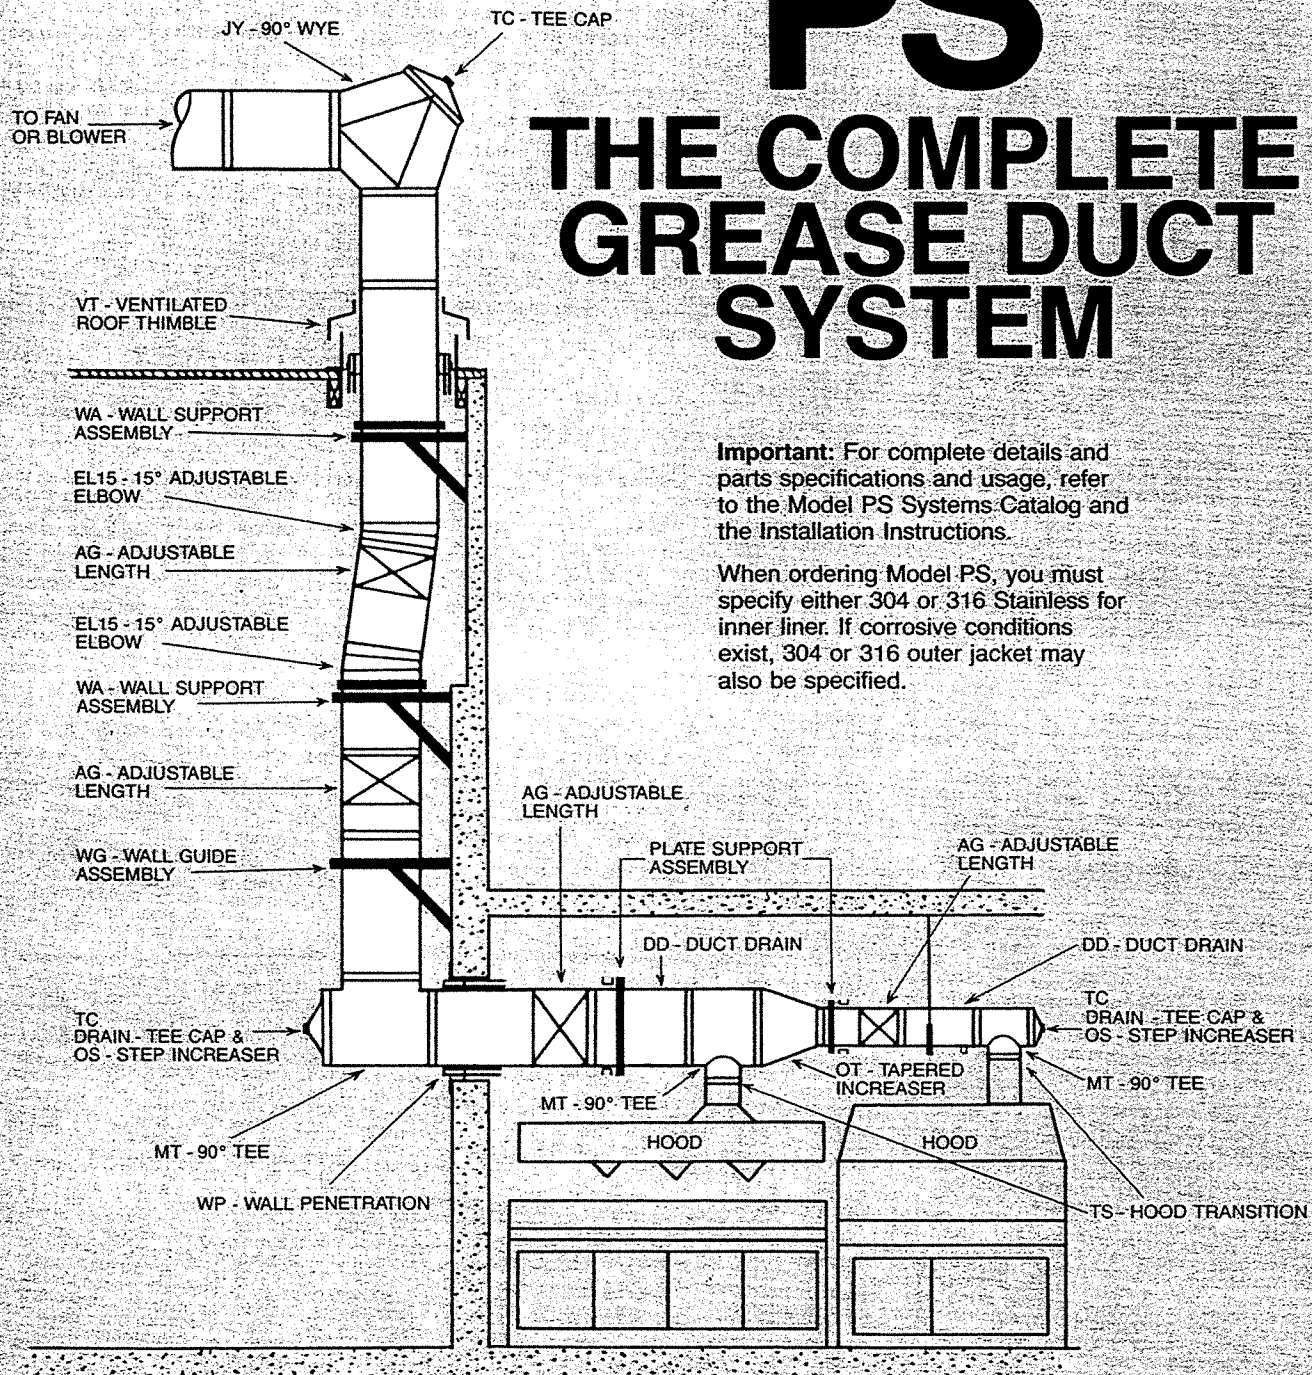 PS
THE COMPLETE
GREASE DUCT
SYSTEM
JY - 90° WYE
TC - TEE CAP
TO FAN
OR BLOWER
VT - VENTILATED
ROOF THIMBLE
WA - WALL SUPPORT
ASSEMBLY
EL15 - 15° ADJUSTABLE
ELBOW
AG - ADJUSTABLE
LENGTH
EL15 - 15° ADJUSTABLE
ELBOW
WA - WALL SUPPORT
ASSEMBLY
AG - ADJUSTABLE
LENGTH
WG - WALL GUIDE
ASSEMBLY
Important: For complete details and
parts specifications and usage, refer
to the Model PS Systems Catalog and
the Installation Instructions.
When ordering Model PS, you must
specify either 304 or 316 Stainless for
inner liner. If corrosive conditions
exist, 304 or 316 outer jacket may
also be specified.
AG - ADJUSTABLE
LENGTH
PLATE SUPPORT
ASSEMBLY
AG - ADJUSTABLE
LENGTH
DD - DUCT DRAIN
DD - DUCT DRAIN
TC
DRAIN - TEE CAP &
OS - STEP INCREASER
TC
DRAIN - TEE CAP &
OS - STEP INCREASER
OT - TAPERED
INCREASER
MT - 90° TEE
MT - 90° TEE
MT - 90° TEE
HOOD
HOOD
WP - WALL PENETRATION
TS - HOOD TRANSITION